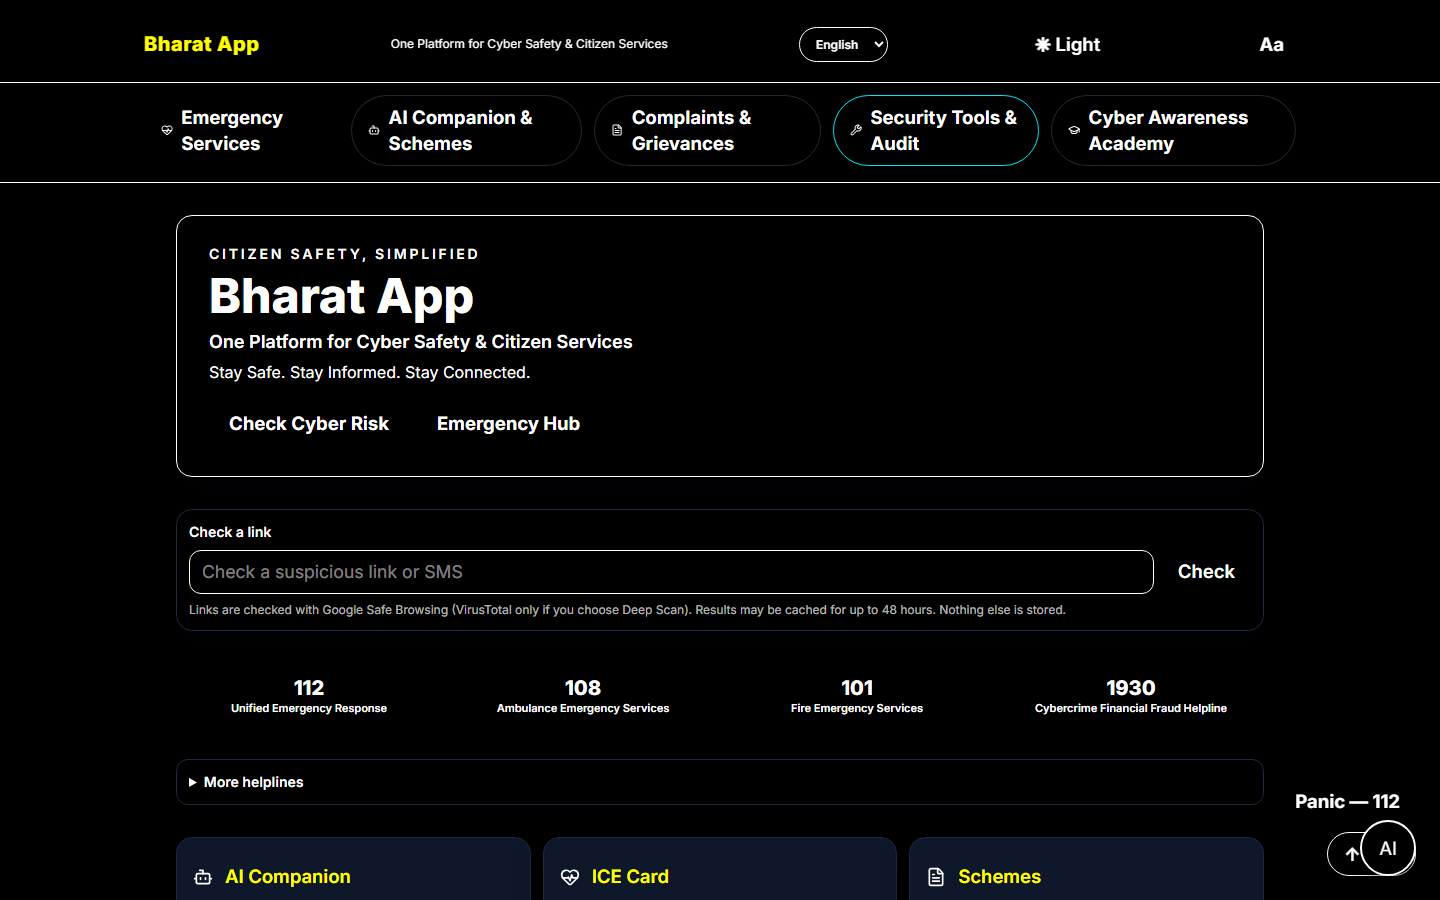 Bharat App
One Platform for Cyber Safety & Citizen Services
English
Light
Aa
Emergency
Services
AI Companion &
Schemes
Complaints &
Grievances
Security Tools &
Audit
Cyber Awareness
Academy
CITIZEN SAFETY, SIMPLIFIED
Bharat App
One Platform for Cyber Safety & Citizen Services
Stay Safe. Stay Informed. Stay Connected.
Check Cyber Risk
Emergency Hub
Check a link
Check a suspicious link or SMS
Check
Links are checked with Google Safe Browsing (VirusTotal only if you choose Deep Scan). Results may be cached for up to 48 hours. Nothing else is stored.
112
Unified Emergency Response
108
Ambulance Emergency Services
101
Fire Emergency Services
1930
Cybercrime Financial Fraud Helpline
More helplines
Panic — 112
AI
AI Companion
ICE Card
Schemes